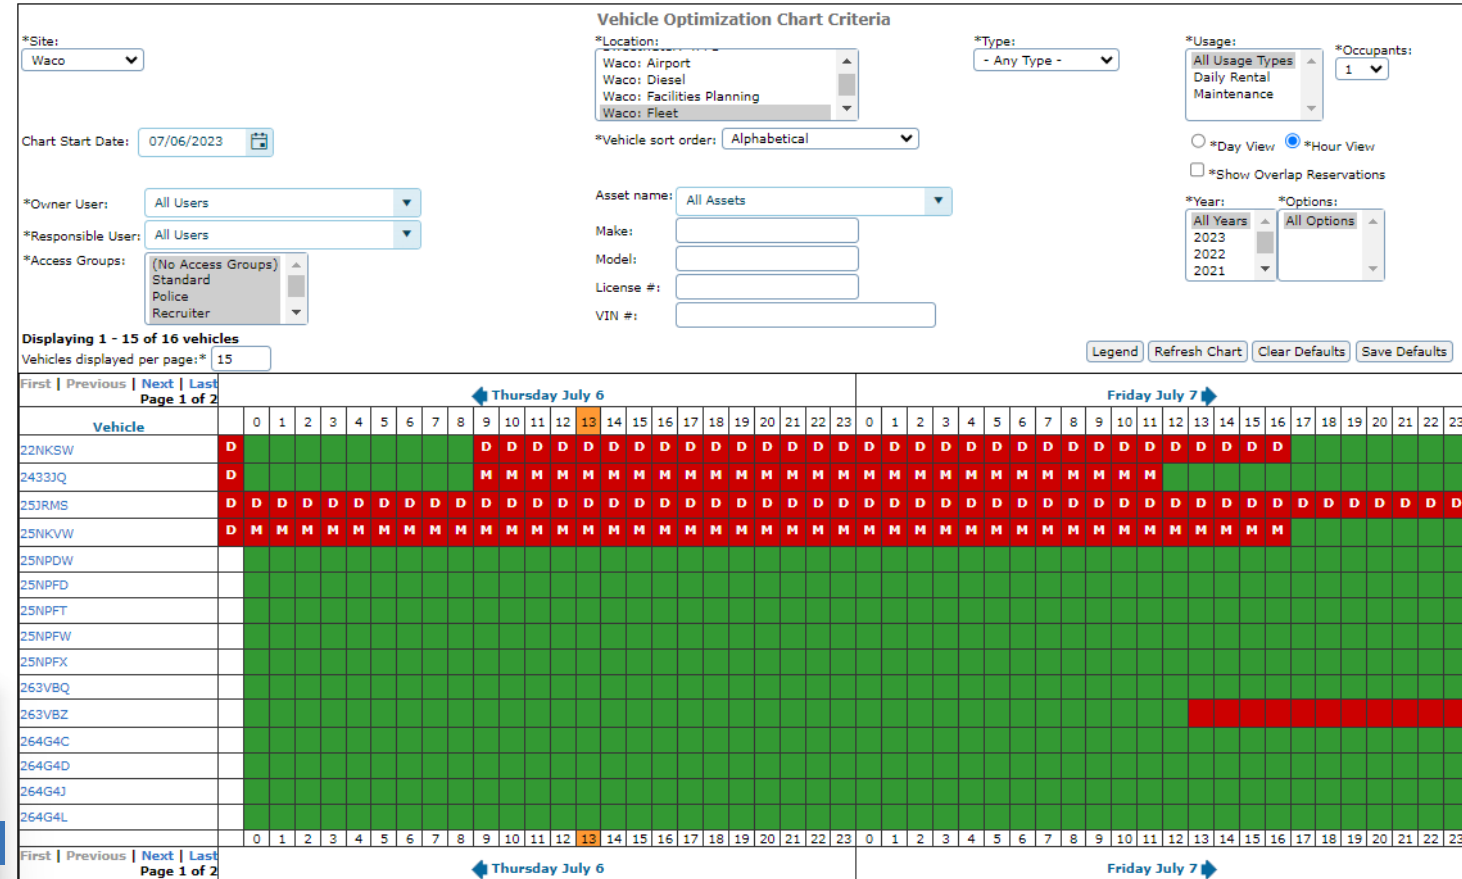 Vehicle Optimization Chart Criteria
*Site:
Waco
*Location:
Waco: Airport
Waco: Diesel
Waco: Facilities Planning
Waco: Fleet
*Type:
- Any Type -
*Usage:
All Usage Types
Daily Rental
Maintenance
*Occupants:
1
Chart Start Date: 07/06/2023
*Vehicle sort order: Alphabetical
*Day View *Hour View
*Show Overlap Reservations
*Owner User: All Users
*Responsible User: All Users
*Access Groups:
(No Access Groups)
Standard
Police
Recruiter
Asset name: All Assets
Make:
Model:
License #:
VIN #:
*Year:
All Years
2023
2022
2021
*Options:
All Options
Displaying 1 - 15 of 16 vehicles
Vehicles displayed per page:* 15
Legend Refresh Chart Clear Defaults Save Defaults
First | Previous | Next | Last
Page 1 of 2
Thursday July 6 Friday July 7
Vehicle 0 1 2 3 4 5 6 7 8 9 10 11 12 13 14 15 16 17 18 19 20 21 22 23 0 1 2 3 4 5 6 7 8 9 10 11 12 13 14 15 16 17 18 19 20 21 22 23
22NKSW D D D D D D D D D D D D D D D D D D D D D D D D D D D D D D D D D
2433JQ D M M M M M M M M M M M M M M M M M M M M M M M M M M M
25JRMS D D D D D D D D D D D D D D D D D D D D D D D D D D D D D D D D D D D D D D D D D D D D D D D D D
25NKVW D M M M M M M M M M M M M M M M M M M M M M M M M M M M M M M M M M M M M M M M M M
25NPDW
25NPFD
25NPFT
25NPFW
25NPFX
263VBQ
263VBZ
264G4C
264G4D
264G4J
264G4L
0 1 2 3 4 5 6 7 8 9 10 11 12 13 14 15 16 17 18 19 20 21 22 23 0 1 2 3 4 5 6 7 8 9 10 11 12 13 14 15 16 17 18 19 20 21 22 23
First | Previous | Next | Last
Page 1 of 2
Thursday July 6 Friday July 7